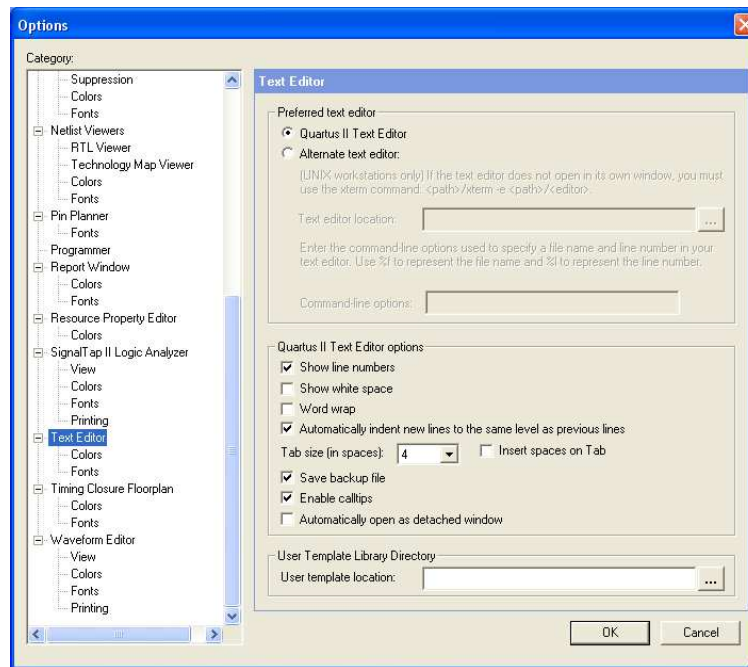 Options
Category:
Suppression
Colors
Fonts
Netlist Viewers
RTL Viewer
Technology Map Viewer
Colors
Fonts
Pin Planner
Fonts
Programmer
Report Window
Colors
Fonts
Resource Property Editor
Colors
SignalTap II Logic Analyzer
View
Colors
Fonts
Printing
Text Editor
Colors
Fonts
Timing Closure Floorplan
Colors
Fonts
Waveform Editor
View
Colors
Fonts
Printing
Text Editor
Preferred text editor
Quartus II Text Editor
Alternate text editor:
(UNIX workstations only) If the text editor does not open in its own window, you must
use the xterm command: <path>/xterm -e <path>/<editor>.
Text editor location:
...
Enter the command-line options used to specify a file name and line number in your
text editor. Use %f to represent the file name and %l to represent the line number.
Command-line options:
Quartus II Text Editor options
Show line numbers
Show white space
Word wrap
Automatically indent new lines to the same level as previous lines
Tab size (in spaces): 4 Insert spaces on Tab
Save backup file
Enable calltips
Automatically open as detached window
User Template Library Directory
User template location: ...
OK Cancel